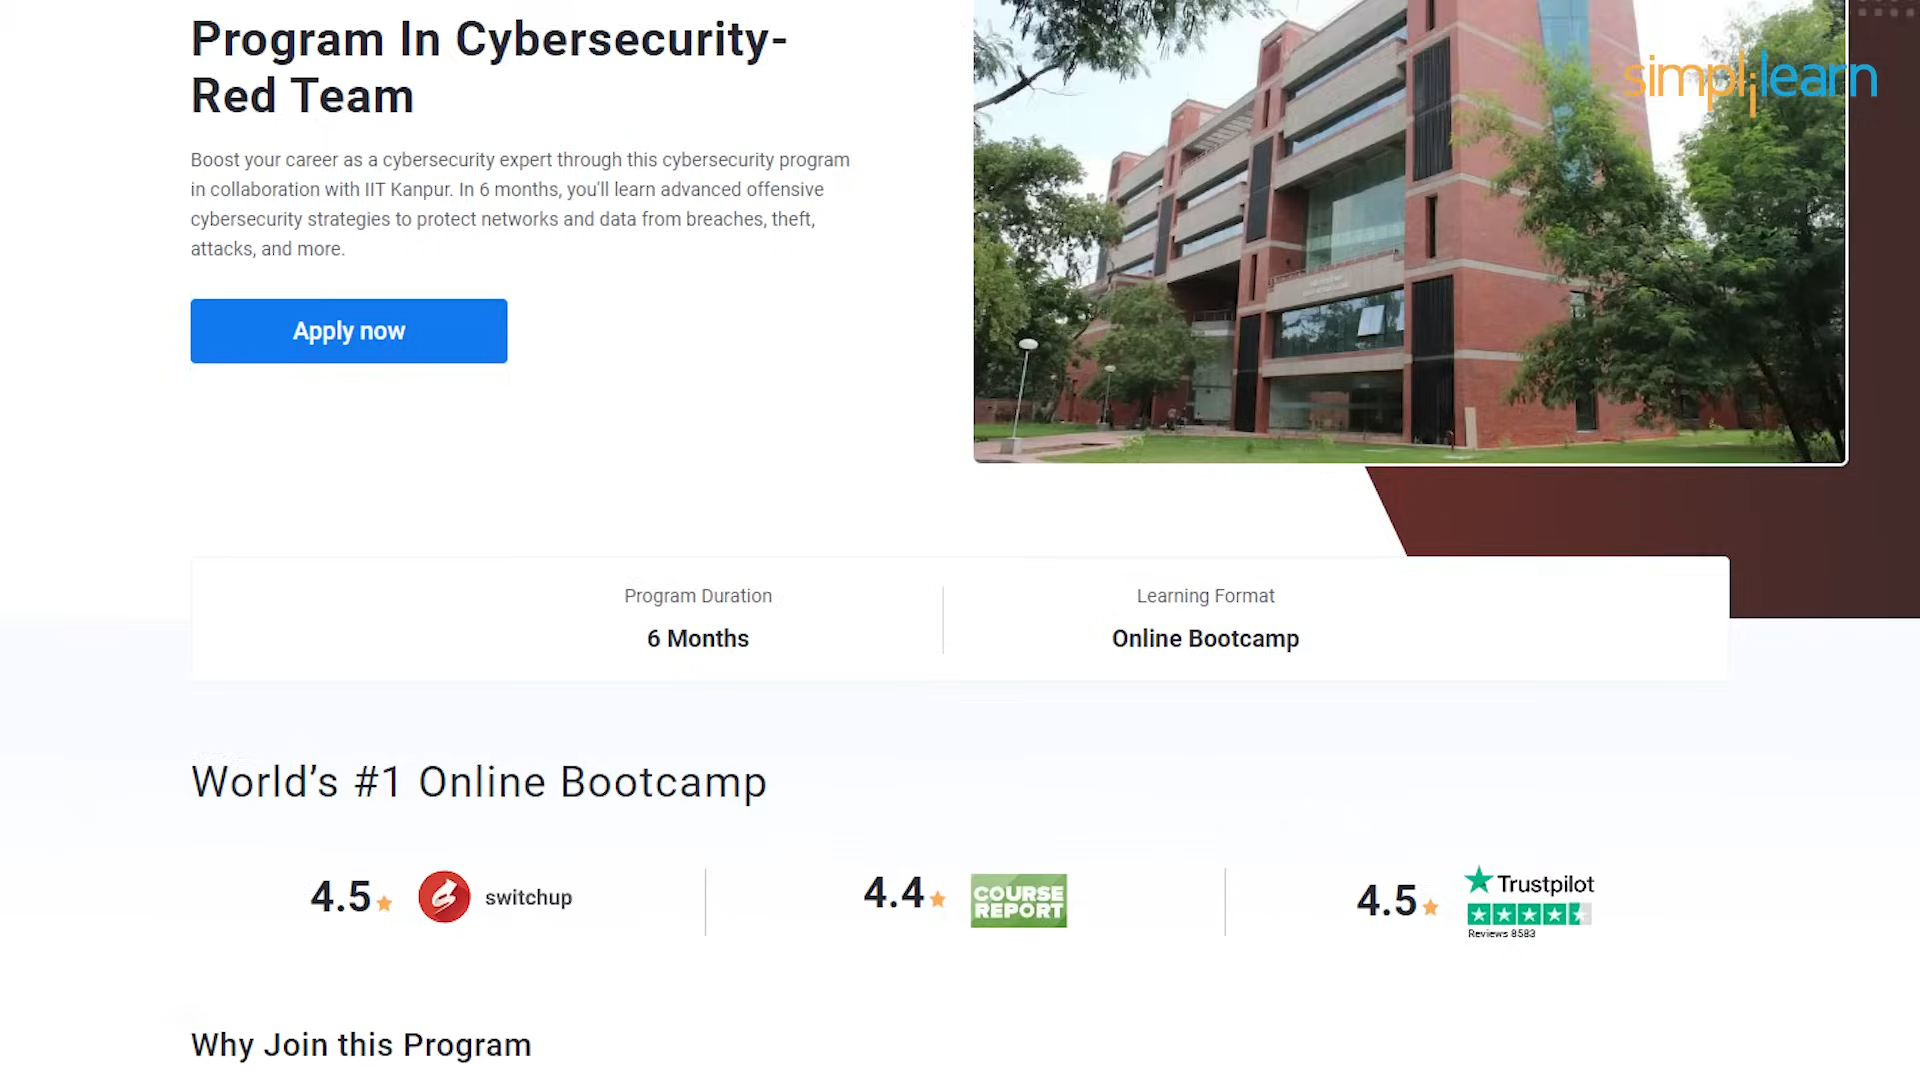 Program In Cybersecurity-
Red Team
simplilearn
Boost your career as a cybersecurity expert through this cybersecurity program
in collaboration with IIT Kanpur. In 6 months, you'll learn advanced offensive
cybersecurity strategies to protect networks and data from breaches, theft,
attacks, and more.
Apply now
Program Duration
6 Months
Learning Format
Online Bootcamp
World's #1 Online Bootcamp
4.5 switchup
4.4 COURSE
REPORT
4.5 Trustpilot
Reviews 8583
Why Join this Program